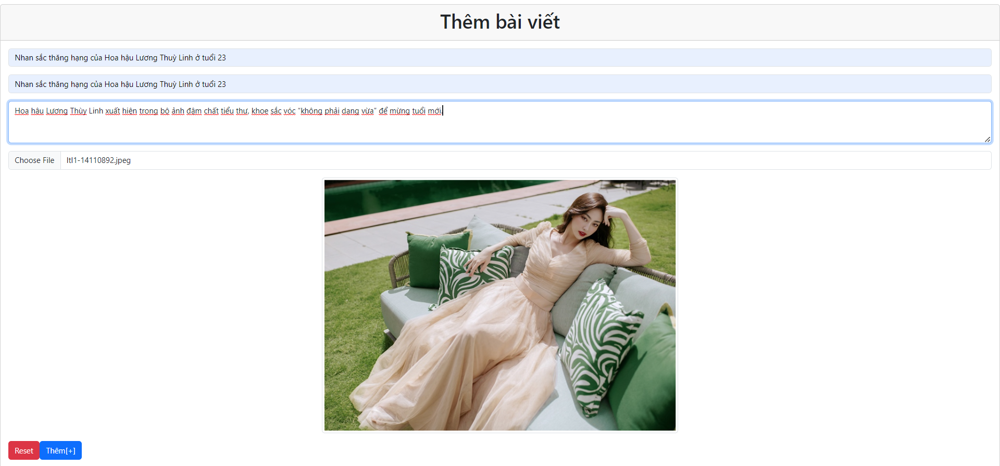 Thêm bài viết
Nhan sắc thăng hạng của Hoa hậu Lương Thuỳ Linh ở tuổi 23
Nhan sắc thăng hạng của Hoa hậu Lương Thuỳ Linh ở tuổi 23
Hoa hậu Lương Thùy Linh xuất hiện trong bộ ảnh đậm chất tiểu thư, khoe sắc vóc “không phải dạng vừa” để mừng tuổi mới.
Choose File ltl1-14110892.jpeg
Reset Thêm[+]